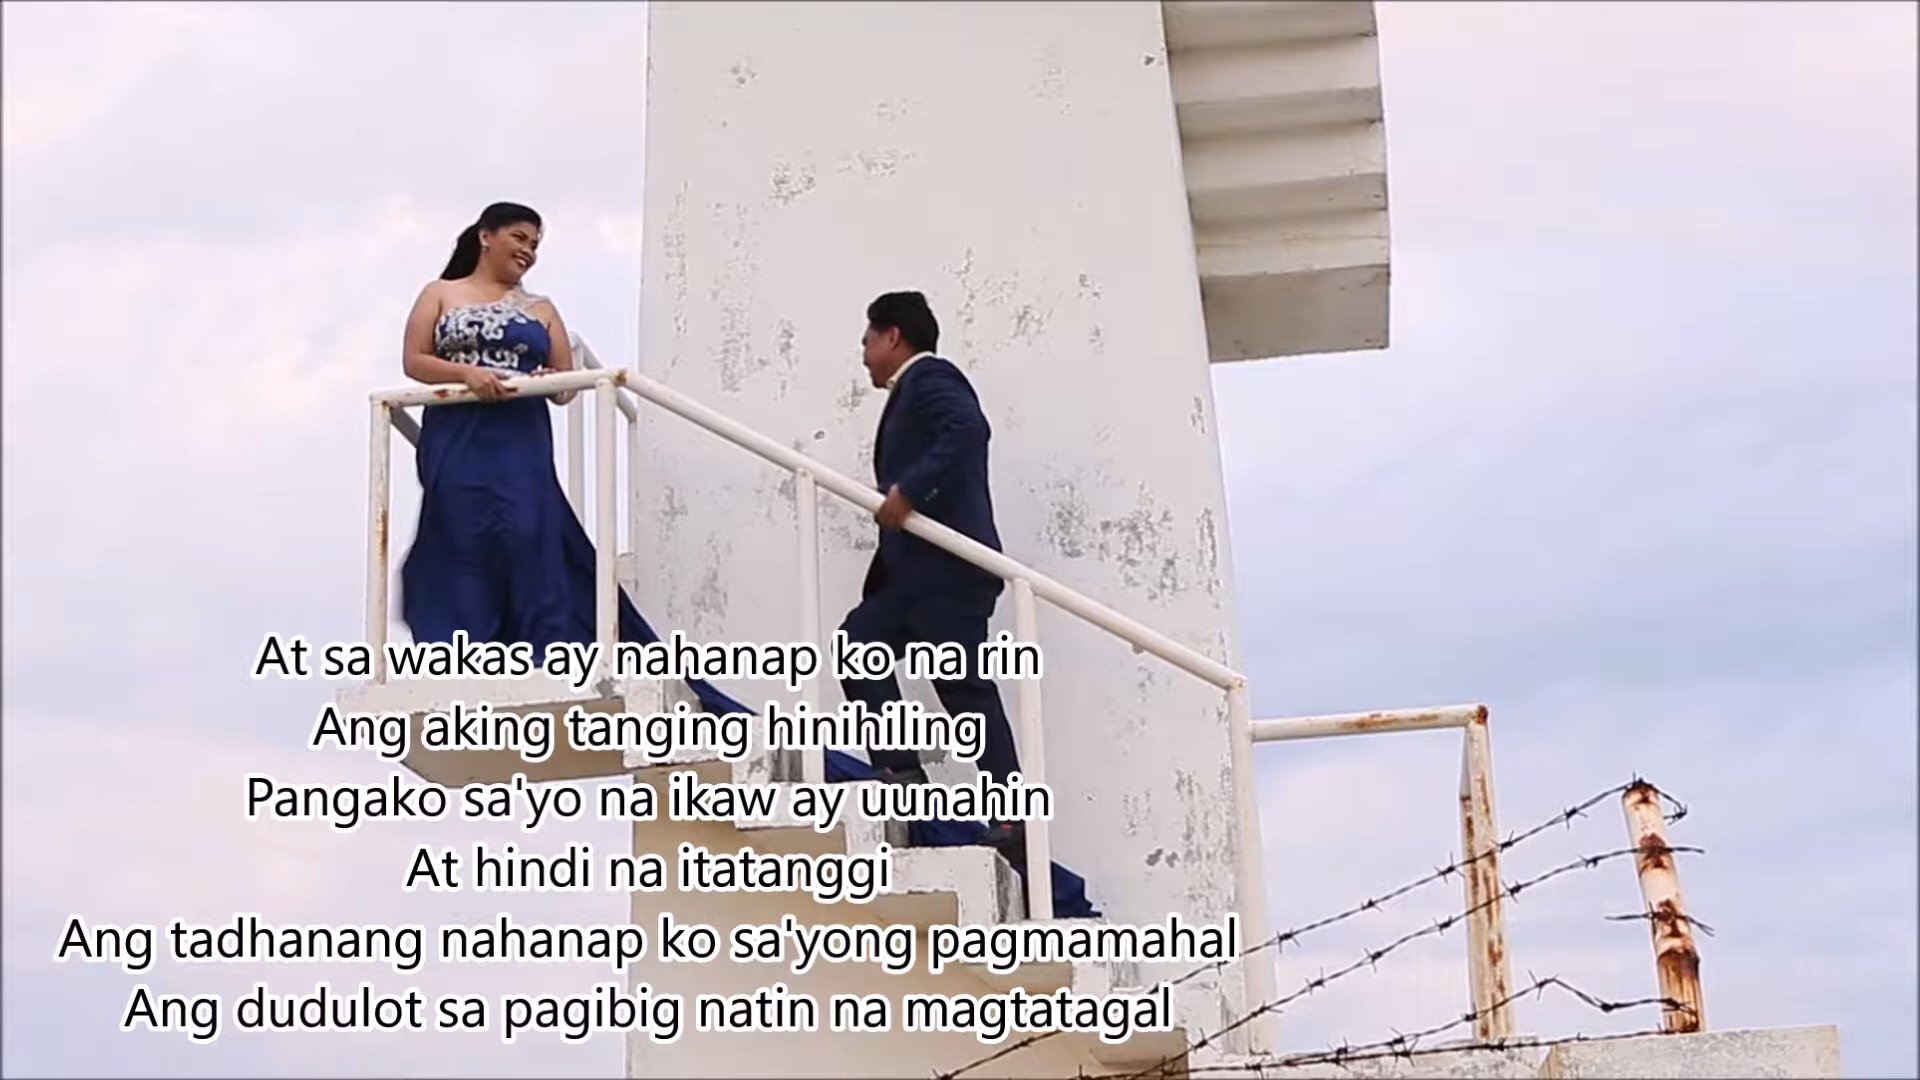 At sa wakas ay nahanap ko na rin
Ang aking tanging hinihiling
Pangako sa'yo na ikaw ay uunahin
At hindi na itatanggi
Ang tadhanang nahanap ko sa'yong pagmamahal
Ang dudulot sa pagibig natin na magtatagal